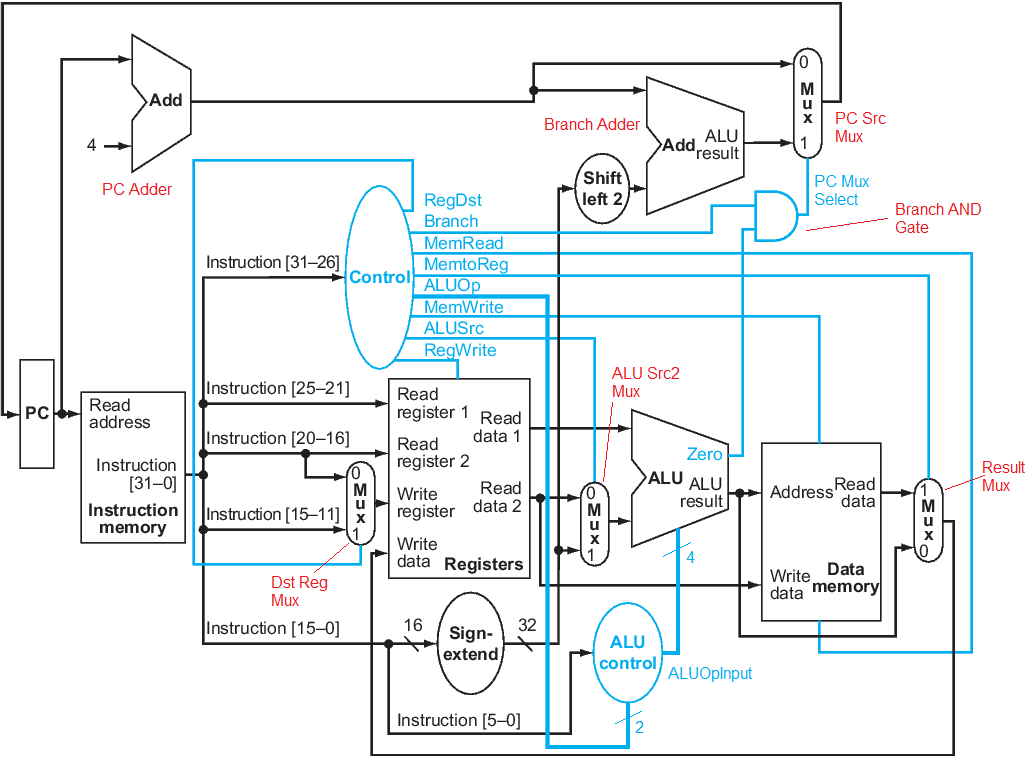 0
Add
M
u
x
4
1
PC Adder
Branch Adder
Add
ALU
result
PC Src
Mux
Shift
left 2
PC Mux
Select
Branch AND
Gate
RegDst
Branch
MemRead
MemtoReg
ALUOp
MemWrite
ALUSrc
RegWrite
Control
Instruction [31–26]
Instruction [25–21]
Instruction [20–16]
Instruction [15–11]
Instruction [15–0]
Instruction [5–0]
PC
Read
address
Instruction
[31–0]
Instruction
memory
0
M
u
x
1
Dst Reg
Mux
Read
register 1
Read
register 2
Write
register
Write
data
Read
data 1
Read
data 2
Registers
ALU Src2
Mux
0
M
u
x
1
Zero
ALU
ALU
result
4
Address
Read
data
Write
data
Data
memory
Result
Mux
1
M
u
x
0
16
Sign-
extend
32
ALU
control
ALUOpInput
2